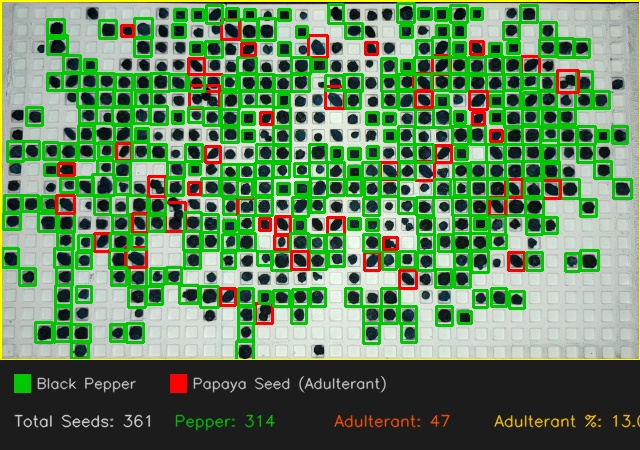 Black Pepper
Papaya Seed (Adulterant)
Total Seeds: 361 Pepper: 314 Adulterant: 47 Adulterant %: 13.0